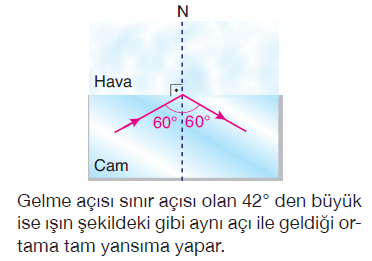 N
Hava
60° 60°
Cam
Gelme açısı sınır açısı olan 42° den büyük
ise ışın şekildeki gibi aynı açı ile geldiği or-
tama tam yansıma yapar.